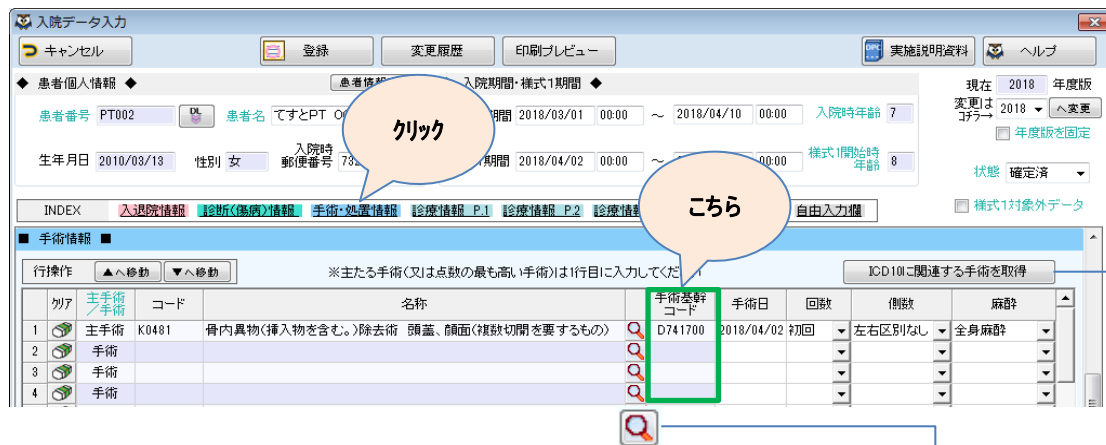 入院データ入力
キャンセル 登録 変更履歴 印刷プレビュー 実施説明資料 ヘルプ
◆ 患者個人情報 ◆ 患者情報 入院期間・様式1期間 ◆ 現在 2018 年度版
患者番号 PT002 患者名 てすとPT 期間 2018/03/01 00:00 ～ 2018/04/10 00:00 入院時年齢 7 変更はコチラ→ 2018 へ変更
年度版を固定
生年月日 2010/03/13 性別 女 入院時郵便番号 期間 2018/04/02 00:00 ～ 00:00 様式1開始時年齢 8 状態 確定済
クリック
こちら
INDEX 入退院情報 診断(傷病)情報 手術・処置情報 診療情報 P.1 診療情報 P.2 診療情報 自由入力欄 様式1対象外データ
■ 手術情報 ■
行操作 ▲へ移動 ▼へ移動 ※主たる手術(又は点数の最も高い手術)は1行目に入力してくだ ICD10に関連する手術を取得
クリア 主手術／手術 コード 名称 手術基幹コード 手術日 回数 側数 麻酔
1 主手術 K0481 骨内異物(挿入物を含む。)除去術 頭蓋、顔面(複数切開を要するもの) D741700 2018/04/02 初回 左右区別なし 全身麻酔
2 手術
3 手術
4 手術